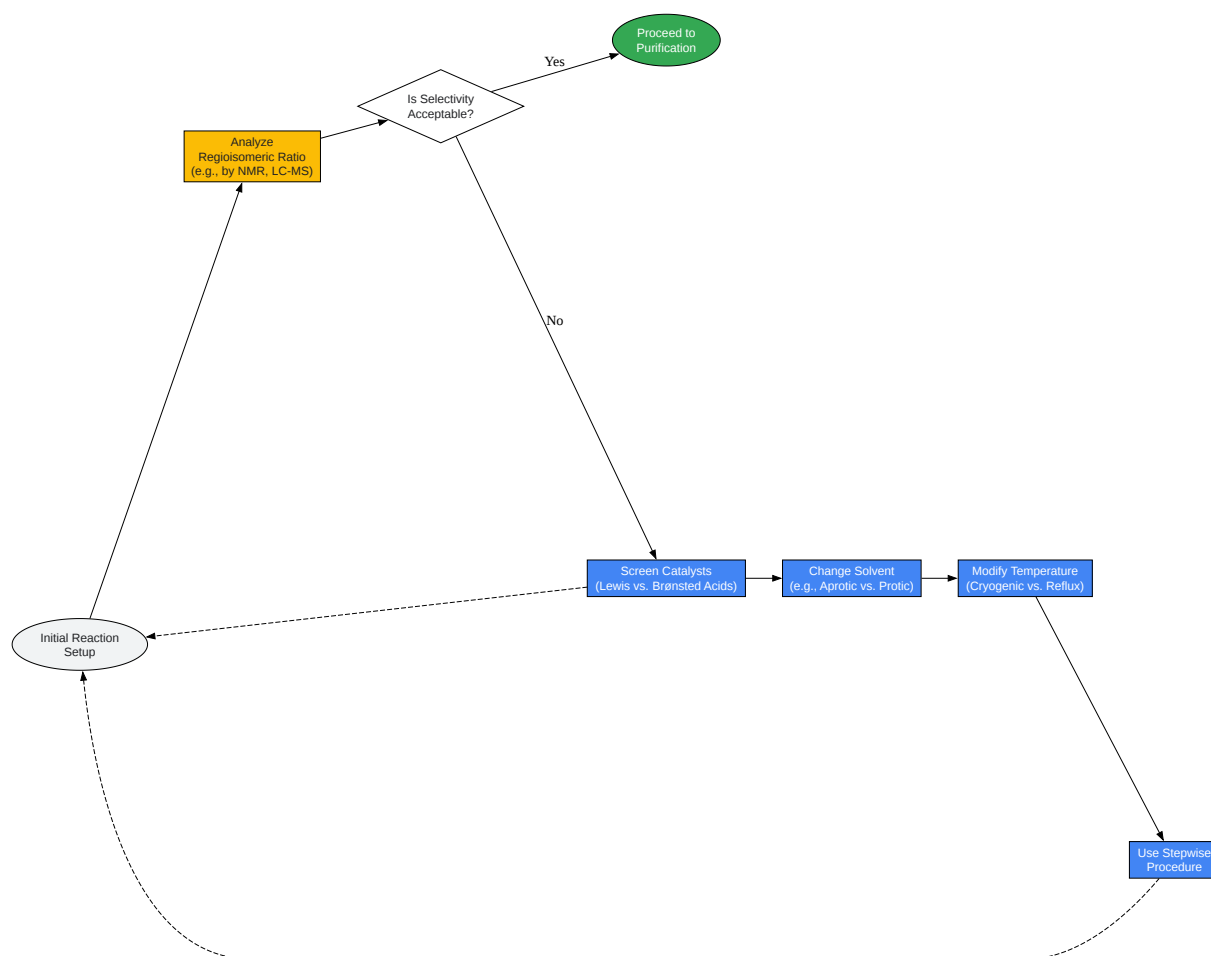 Proceed to
Purification
Yes
Is Selectivity
Acceptable?
Analyze
Regioisomeric Ratio
(e.g., by NMR, LC-MS)
No
Screen Catalysts
(Lewis vs. Brønsted Acids)
Change Solvent
(e.g., Aprotic vs. Protic)
Modify Temperature
(Cryogenic vs. Reflux)
Initial Reaction
Setup
Use Stepwise
Procedure